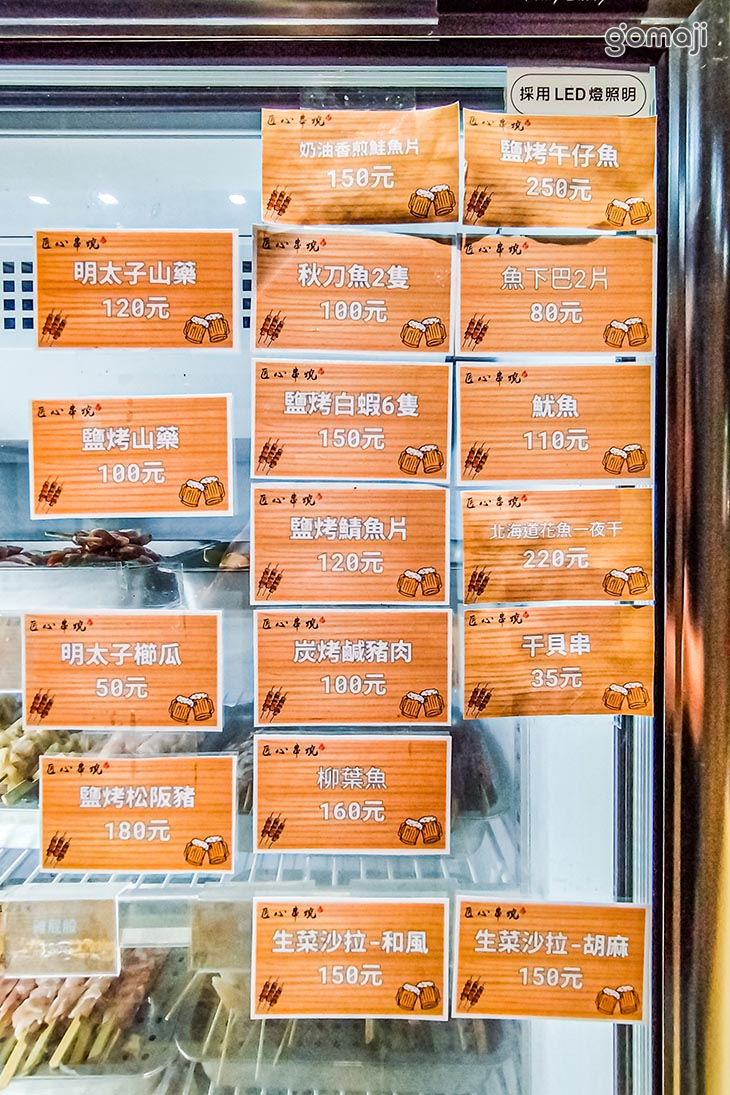 gomaji
採用LED燈照明
匠心串燒
奶油香煎鮭魚片
150元
匠心串燒
鹽烤午仔魚
250元
匠心串燒
明太子山藥
120元
匠心串燒
秋刀魚2隻
100元
匠心串燒
魚下巴2片
80元
匠心串燒
鹽烤山藥
100元
匠心串燒
鹽烤白蝦6隻
150元
匠心串燒
魷魚
110元
匠心串燒
鹽烤鯖魚片
120元
匠心串燒
北海道花魚一夜干
220元
匠心串燒
明太子櫛瓜
50元
匠心串燒
炭烤鹹豬肉
100元
匠心串燒
干貝串
35元
匠心串燒
鹽烤松阪豬
180元
匠心串燒
柳葉魚
160元
匠心串燒
生菜沙拉-和風
150元
匠心串燒
生菜沙拉-胡麻
150元